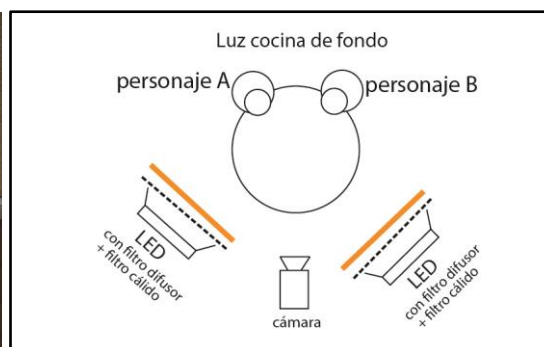 Luz cocina de fondo
personaje A
personaje B
LED
con filtro difusor
+ filtro cálido
cámara
LED
con filtro difusor
+ filtro cálido